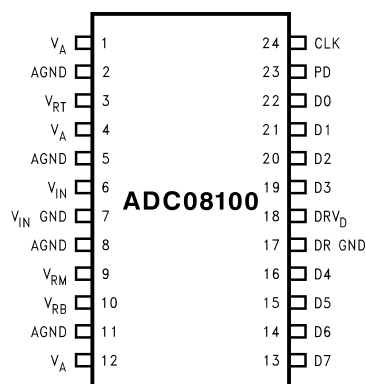 V_A 1 24 CLK
AGND 2 23 PD
V_RT 3 22 D0
V_A 4 21 D1
AGND 5 20 D2
V_IN 6 19 D3
ADC08100
V_IN GND 7 18 DRV_D
AGND 8 17 DR GND
V_RM 9 16 D4
V_RB 10 15 D5
AGND 11 14 D6
V_A 12 13 D7